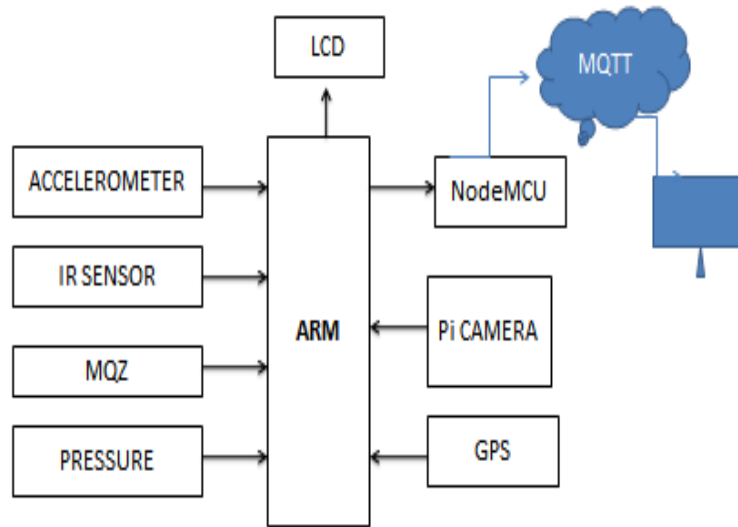 LCD
MQTT
ACCELEROMETER
NodeMCU
IR SENSOR
ARM
Pi CAMERA
MQZ
PRESSURE
GPS